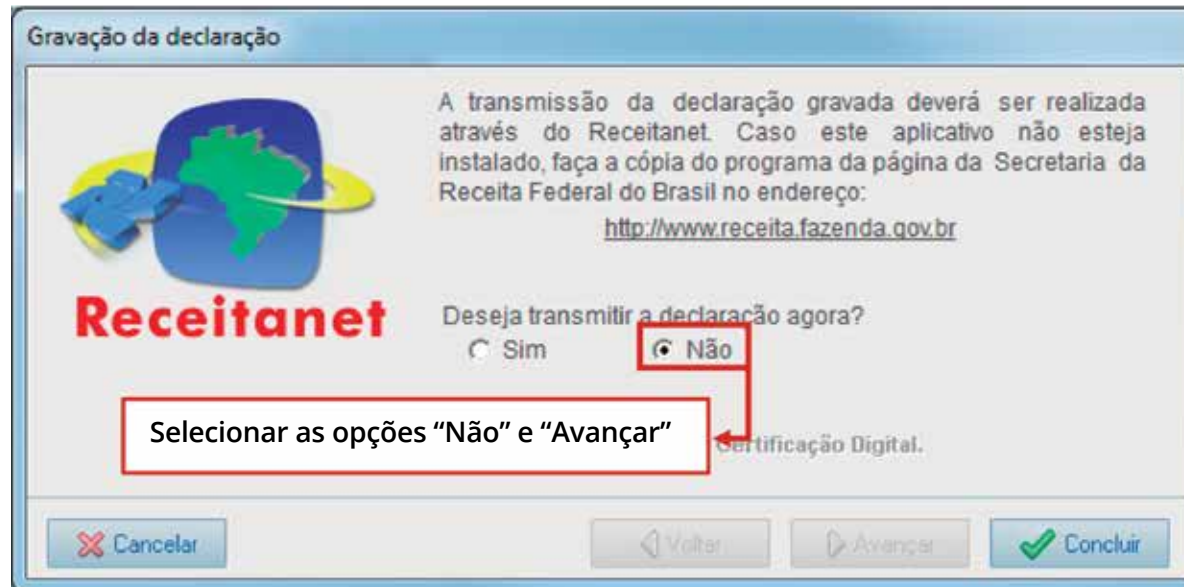 Gravação da declaração
A transmissão da declaração gravada deverá ser realizada
através do Receitanet. Caso este aplicativo não esteja
instalado, faça a cópia do programa da página da Secretaria da
Receita Federal do Brasil no endereço:
http://www.receita.fazenda.gov.br
Receitanet
Deseja transmitir a declaração agora?
Sim Não
Selecionar as opções “Não” e “Avançar”
Certificação Digital.
Cancelar Voltar Avançar Concluir